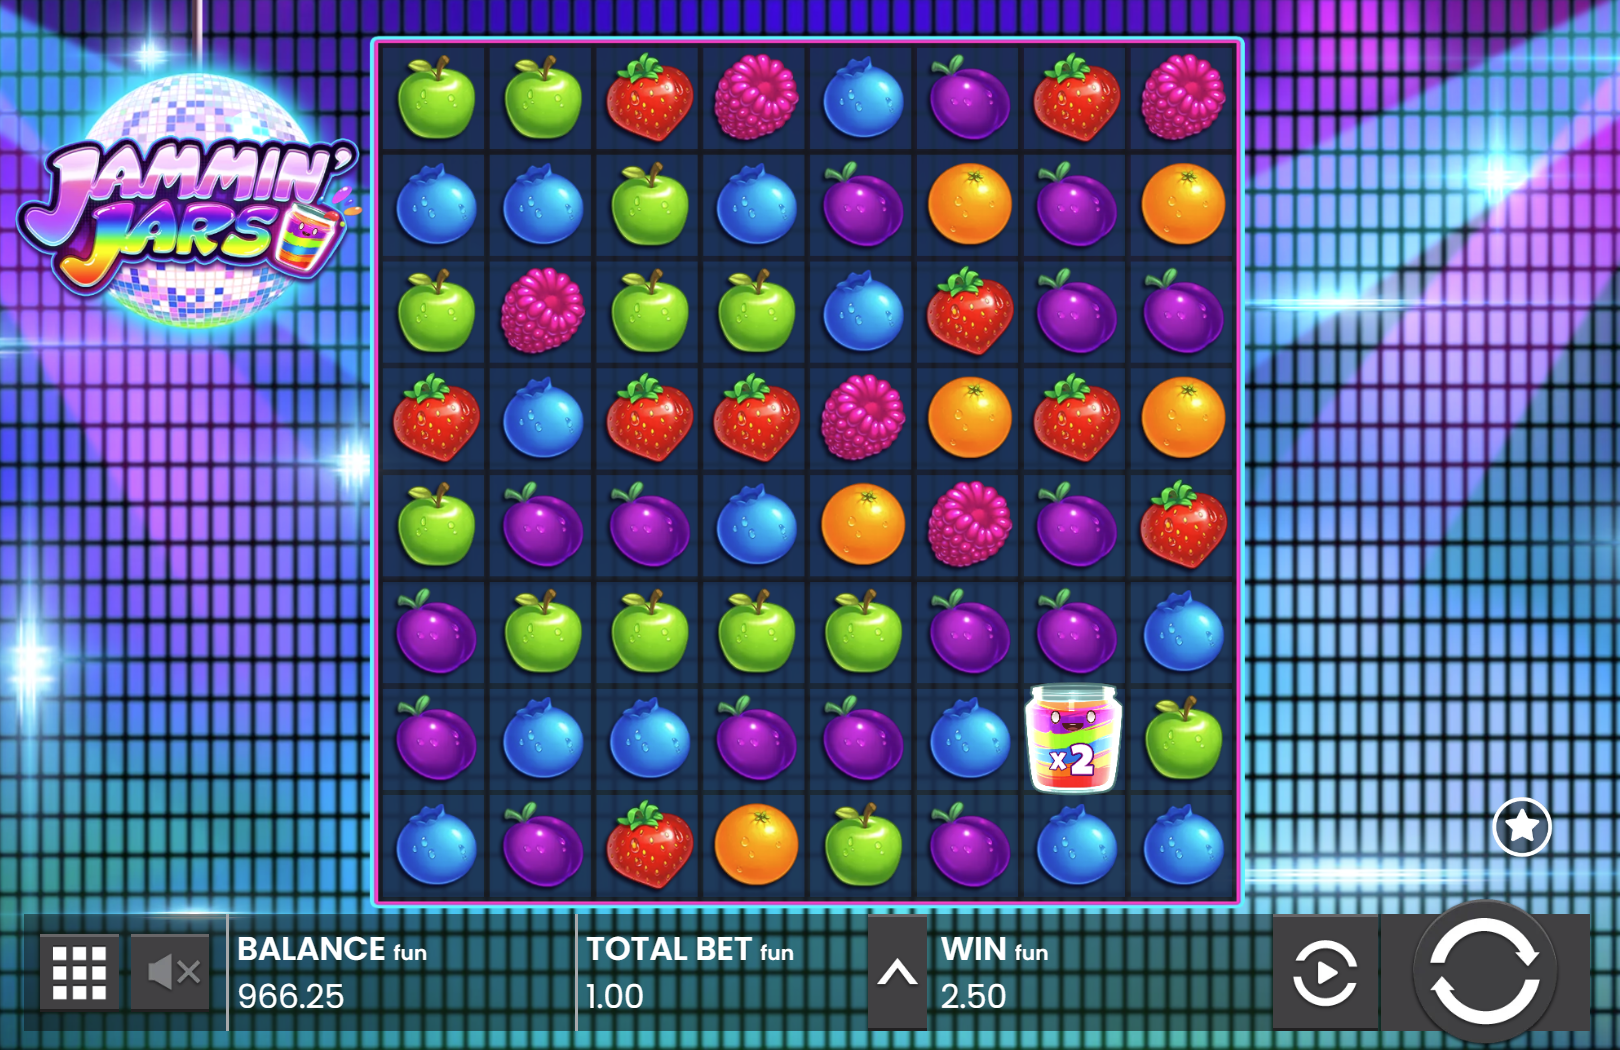 JAMMIN'
JARS
x2
BALANCE fun
966.25
TOTAL BET fun
1.00
WIN fun
2.50